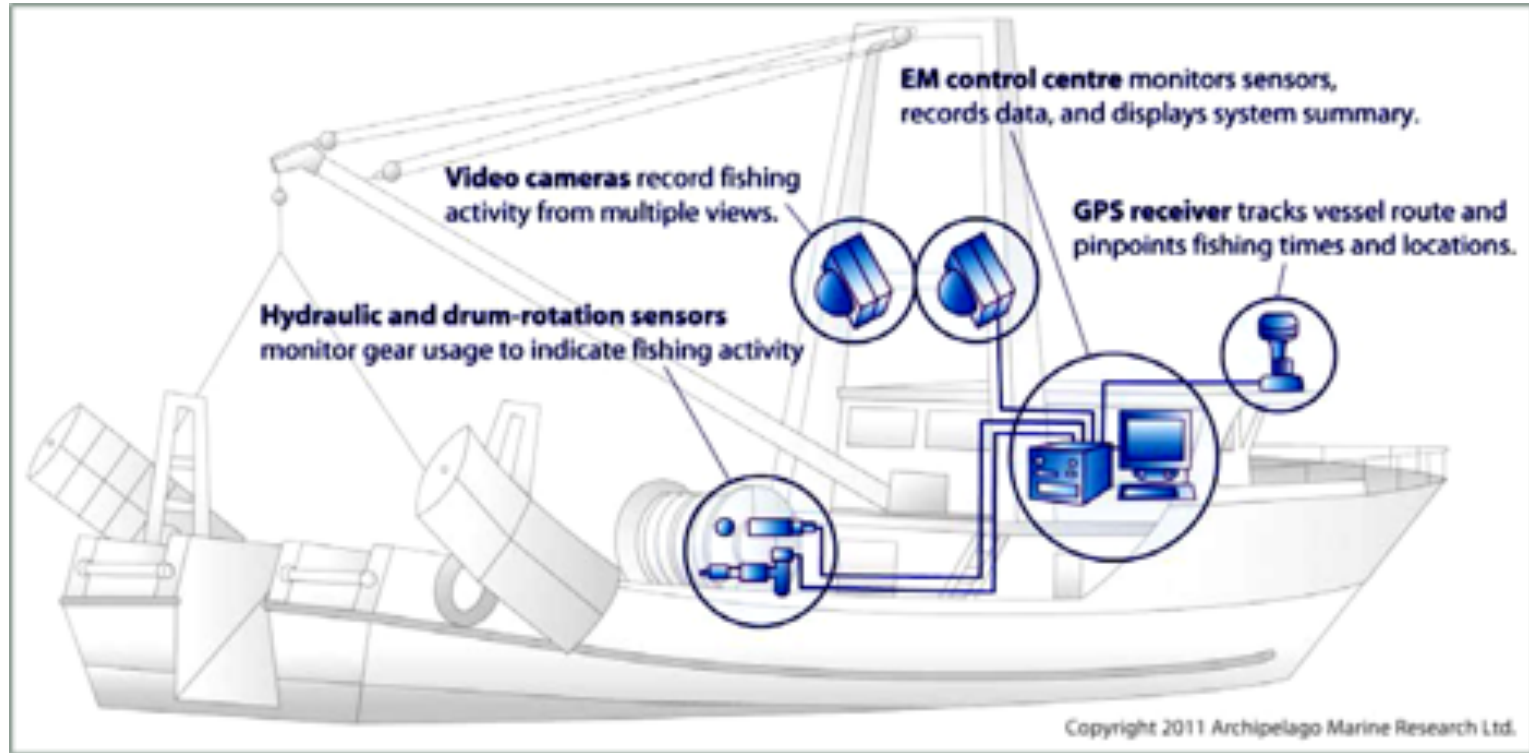 EM control centre monitors sensors,
records data, and displays system summary.
Video cameras record fishing
activity from multiple views.
GPS receiver tracks vessel route and
pinpoints fishing times and locations.
Hydraulic and drum-rotation sensors
monitor gear usage to indicate fishing activity
Copyright 2011 Archipelago Marine Research Ltd.